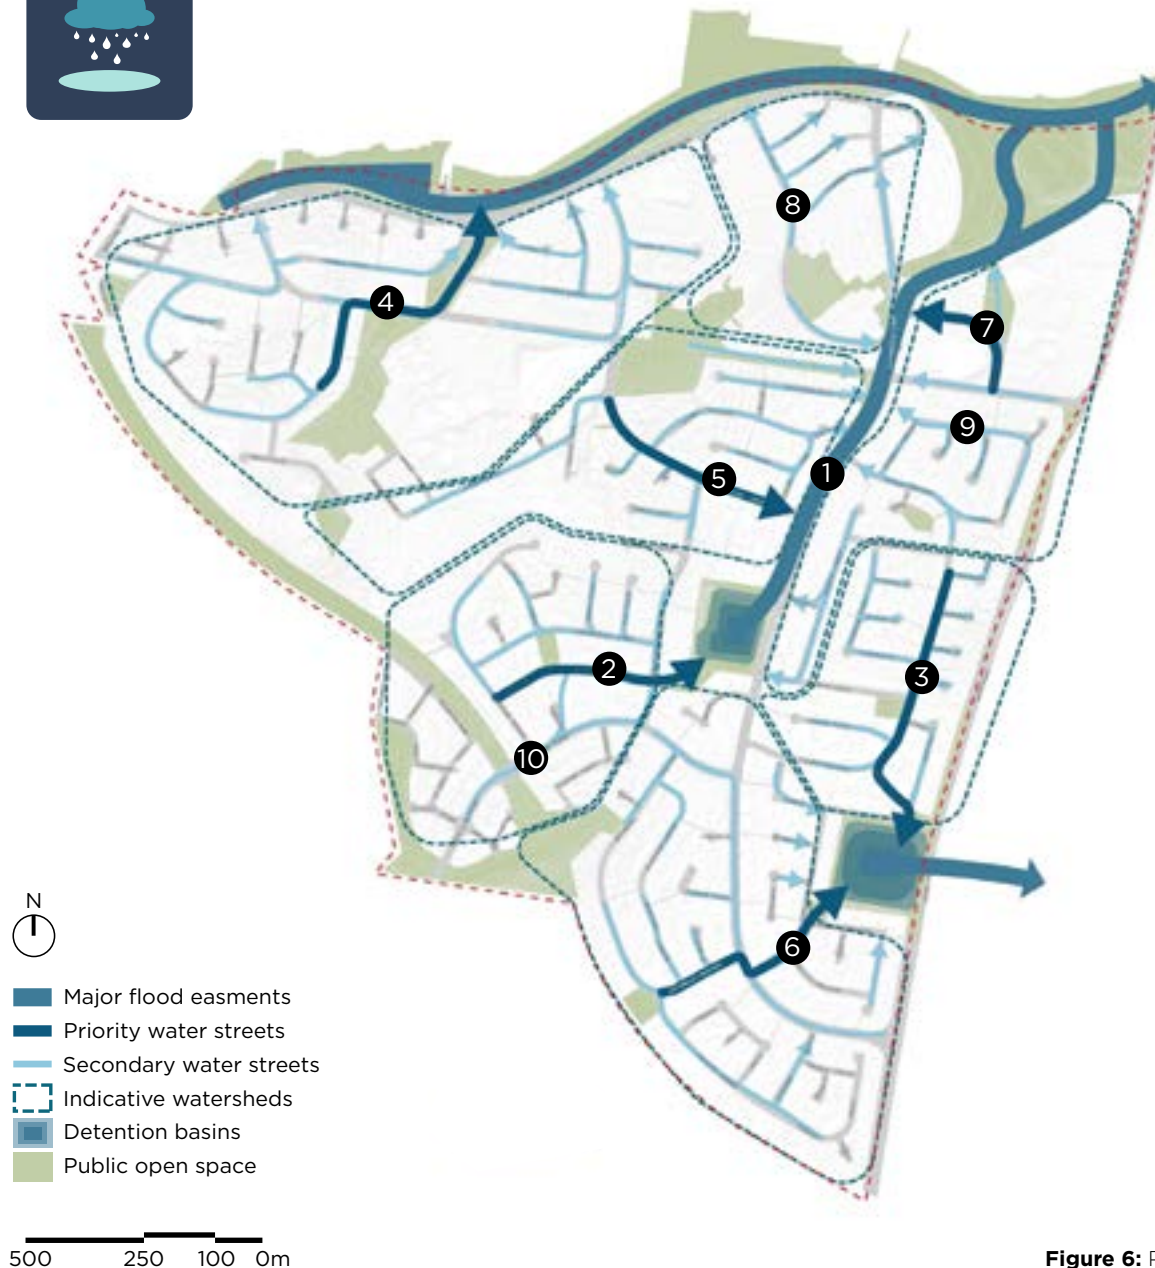 8
4
7
9
5
1
2
3
10
6
N
Major flood easments
Priority water streets
Secondary water streets
Indicative watersheds
Detention basins
Public open space
500 250 100 0m
Figure 6: P